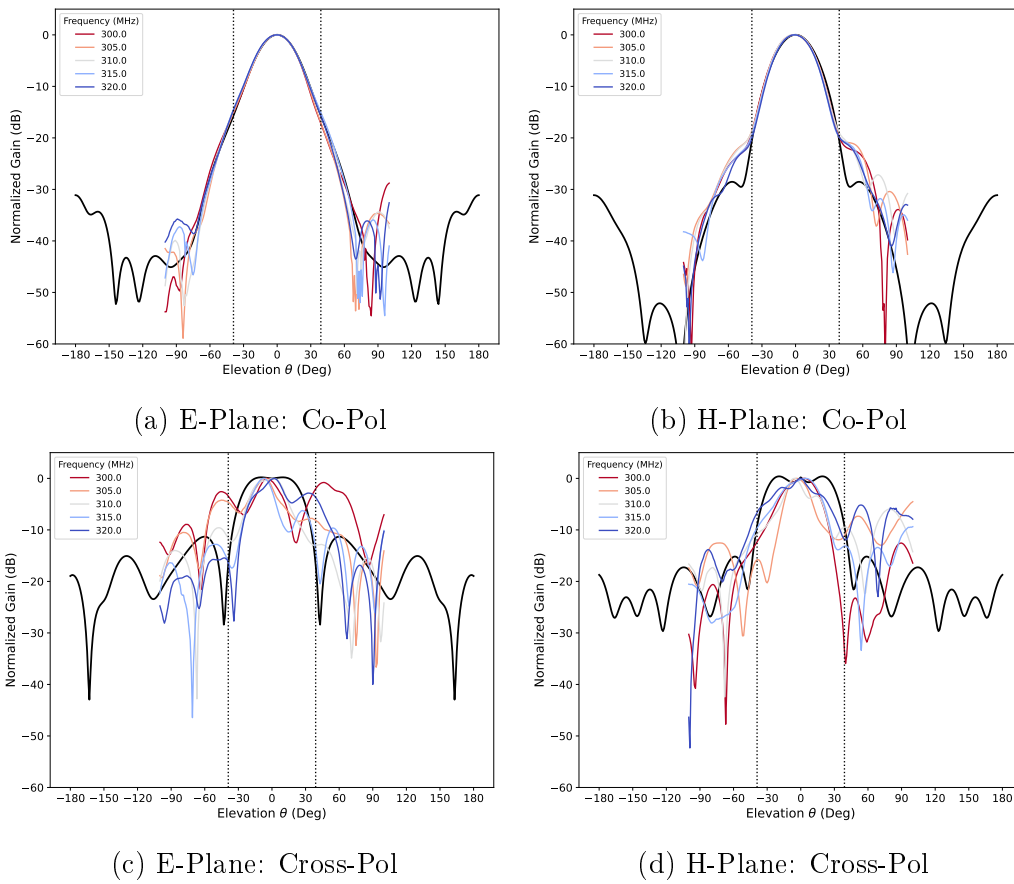 Frequency (MHz)
300.0
305.0
310.0
315.0
320.0
Normalized Gain (dB)
0
−10
−20
−30
−40
−50
−60
−180 −150 −120 −90 −60 −30 0 30 60 90 120 150 180
Elevation θ (Deg)
(a) E-Plane: Co-Pol
Frequency (MHz)
300.0
305.0
310.0
315.0
320.0
Normalized Gain (dB)
0
−10
−20
−30
−40
−50
−60
−180 −150 −120 −90 −60 −30 0 30 60 90 120 150 180
Elevation θ (Deg)
(b) H-Plane: Co-Pol
Frequency (MHz)
300.0
305.0
310.0
315.0
320.0
Normalized Gain (dB)
0
−10
−20
−30
−40
−50
−60
−180 −150 −120 −90 −60 −30 0 30 60 90 120 150 180
Elevation θ (Deg)
(c) E-Plane: Cross-Pol
Frequency (MHz)
300.0
305.0
310.0
315.0
320.0
Normalized Gain (dB)
0
−10
−20
−30
−40
−50
−60
−180 −150 −120 −90 −60 −30 0 30 60 90 120 150 180
Elevation θ (Deg)
(d) H-Plane: Cross-Pol